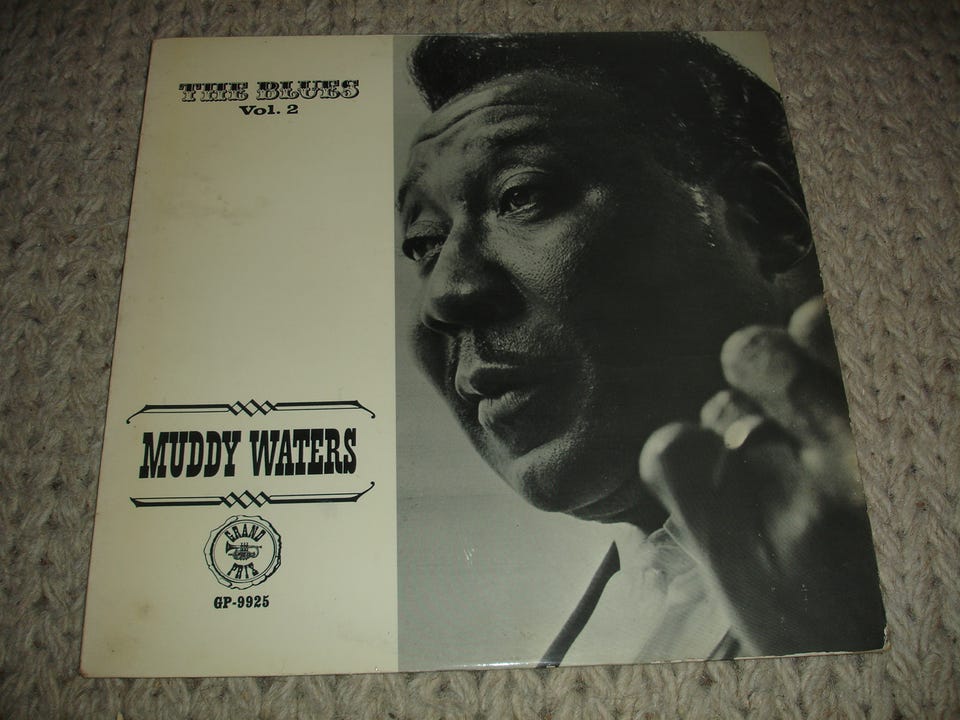 THE BLUES
Vol. 2
MUDDY WATERS
GRAND
PRIX
GP-9925